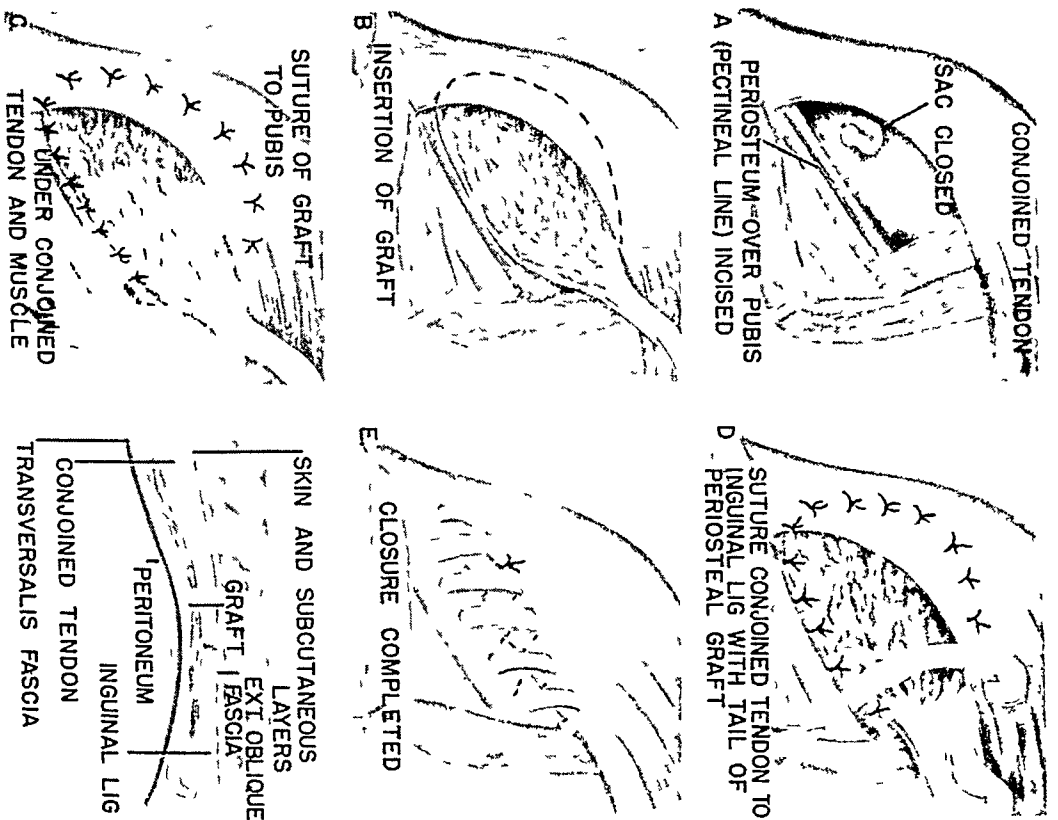 CONJOINED TENDON
SAC CLOSED
A (PECTINEAL LINE) INCISED
PERIOSTEUM-OVER PUBIS
B INSERTION OF GRAFT
SUTURE OF GRAFT
TO PUBIS
C
UNDER CONJOINED
TENDON AND MUSCLE
D
SUTURE CONJOINED TENDON TO
INGUINAL LIG WITH TAIL OF
PERIOSTEAL GRAFT
E
CLOSURE COMPLETED
SKIN AND SUBCUTANEOUS
LAYERS
EXT. OBLIQUE
FASCIA
GRAFT
PERITONEUM
INGUINAL LIG
CONJOINED TENDON
TRANSVERSALIS FASCIA